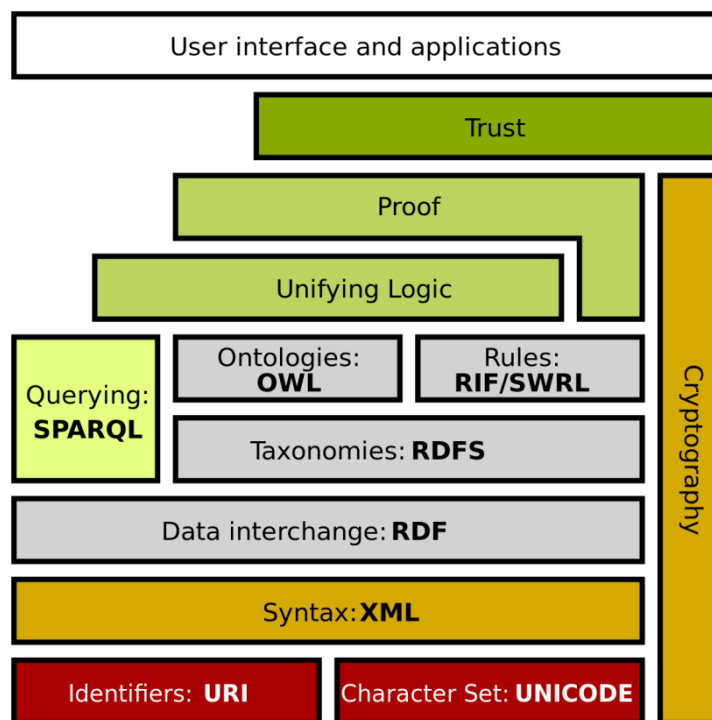 User interface and applications
Trust
Proof
Unifying Logic
Ontologies:
OWL
Rules:
RIF/SWRL
Querying:
SPARQL
Taxonomies: RDFS
Data interchange: RDF
Syntax: XML
Identifiers: URI
Character Set: UNICODE
Cryptography